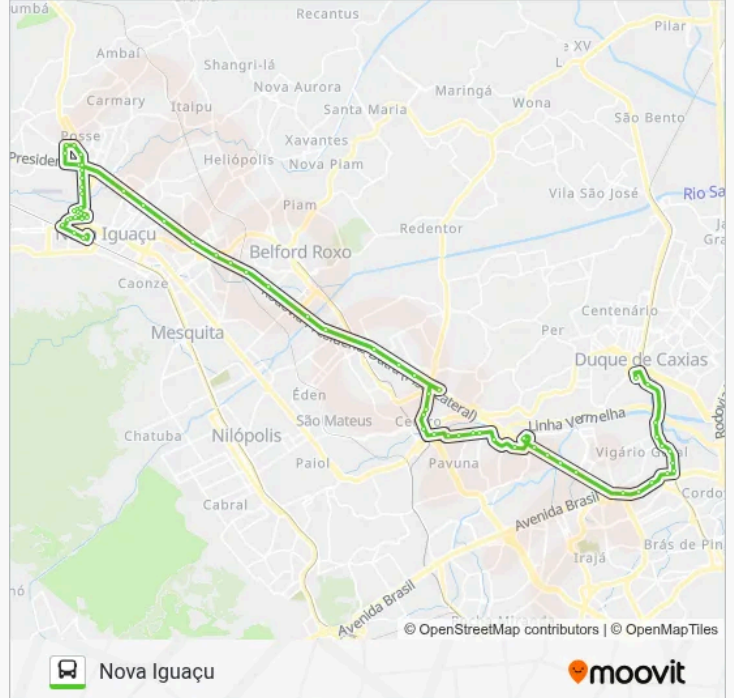 Recantus
Pilar
Ambaí
Shangri-lá
Nova Aurora
Maringá
Carmary
Itaipu
Santa Maria
Wona
São Bento
Posse
Xavantes
Heliópolis
Nova Piam
Vila São José
Piam
Redentor
Iguaçu
Belford Roxo
Caonze
Centenário
Mesquita
Per
Duque de Caxias
Éden
São Mateus
Linha Vermelha
Chatuba
Nilópolis
Paiol
Pavuna
Vigário Geral
Cabral
Avenida Brasil
Irajá
Brás de Pin
Avenida Brasil
© OpenStreetMap contributors | © OpenMapTiles
Nova Iguaçu
moovit